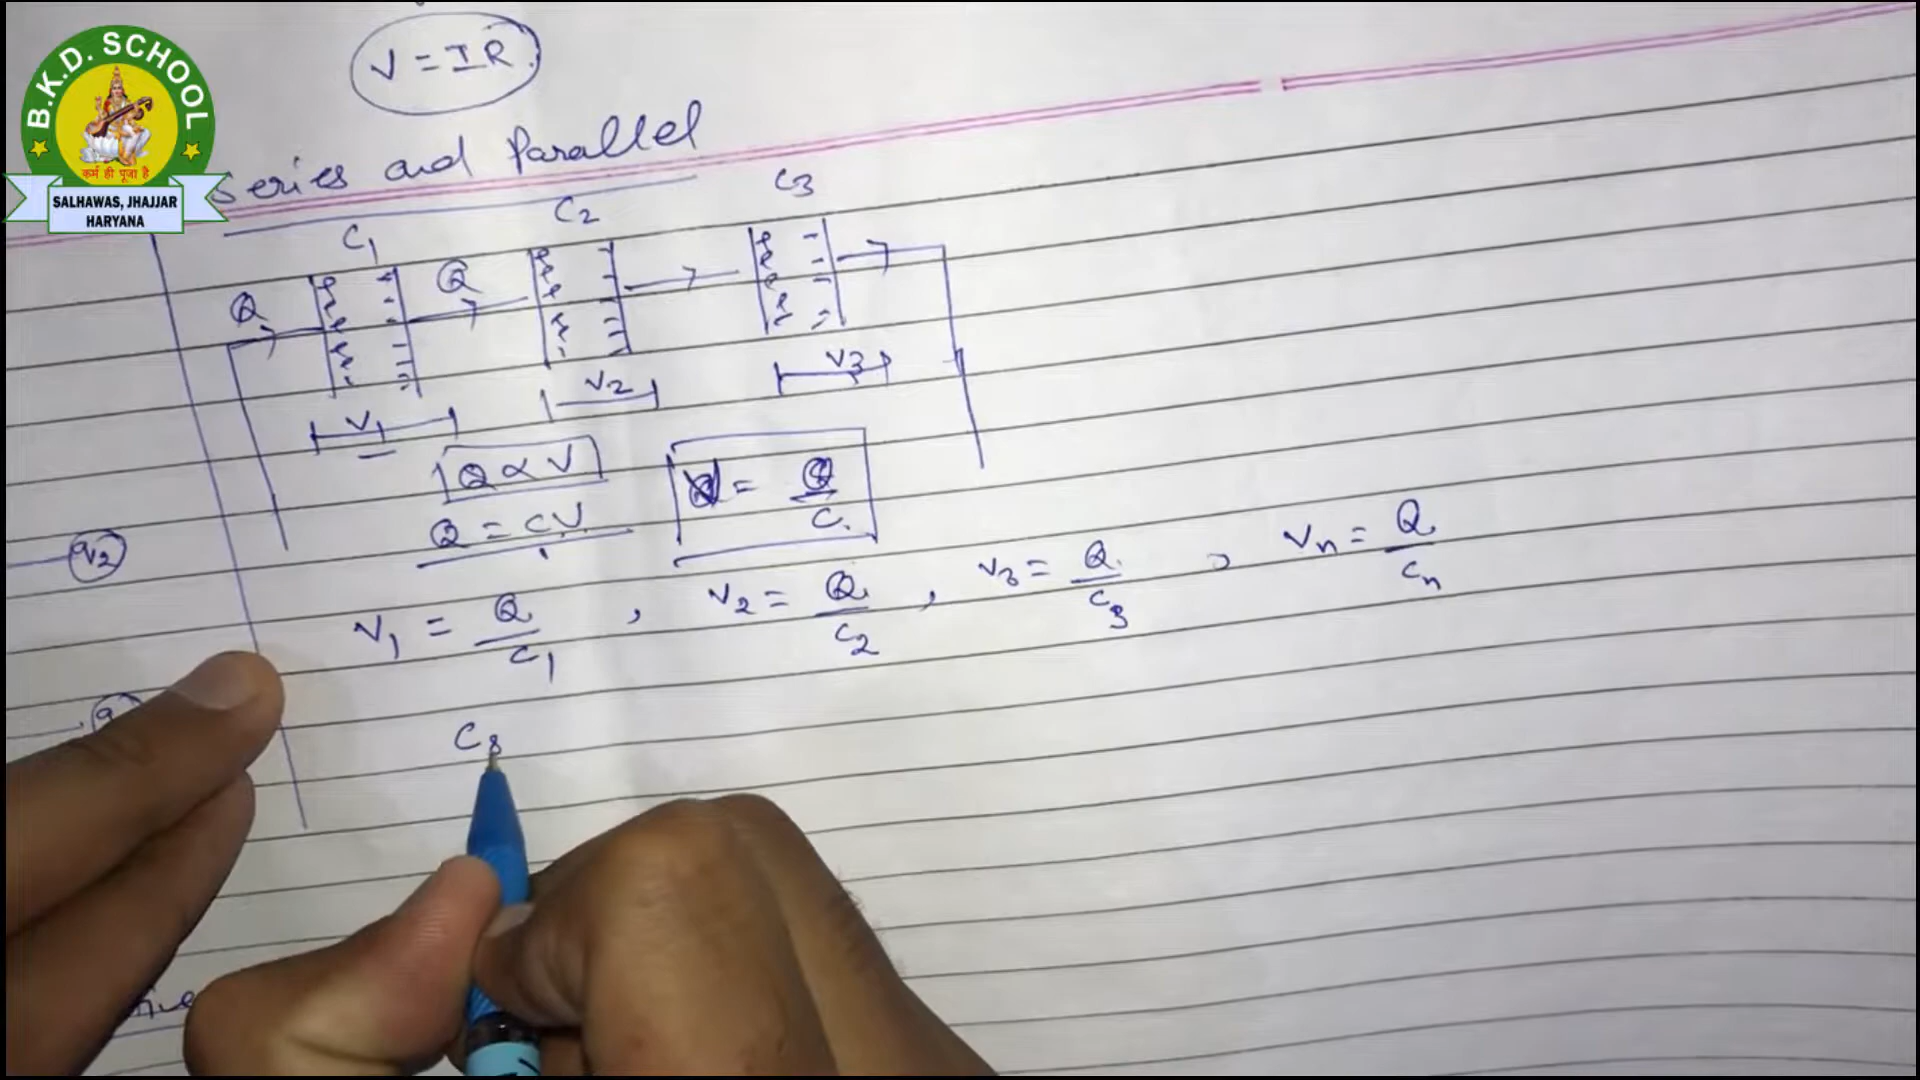 B.K.D. SCHOOL
कर्म ही पूजा है
SALHAWAS, JHAJJAR
HARYANA
V = IR
Series and Parallel
C1 C2 C3
Q Q
V1 V2 V3
Q ∝ V
Q = CV
V = Q/C
V1 = Q/C1 , V2 = Q/C2 , V3 = Q/C3 , Vn = Q/Cn
q2
Cs